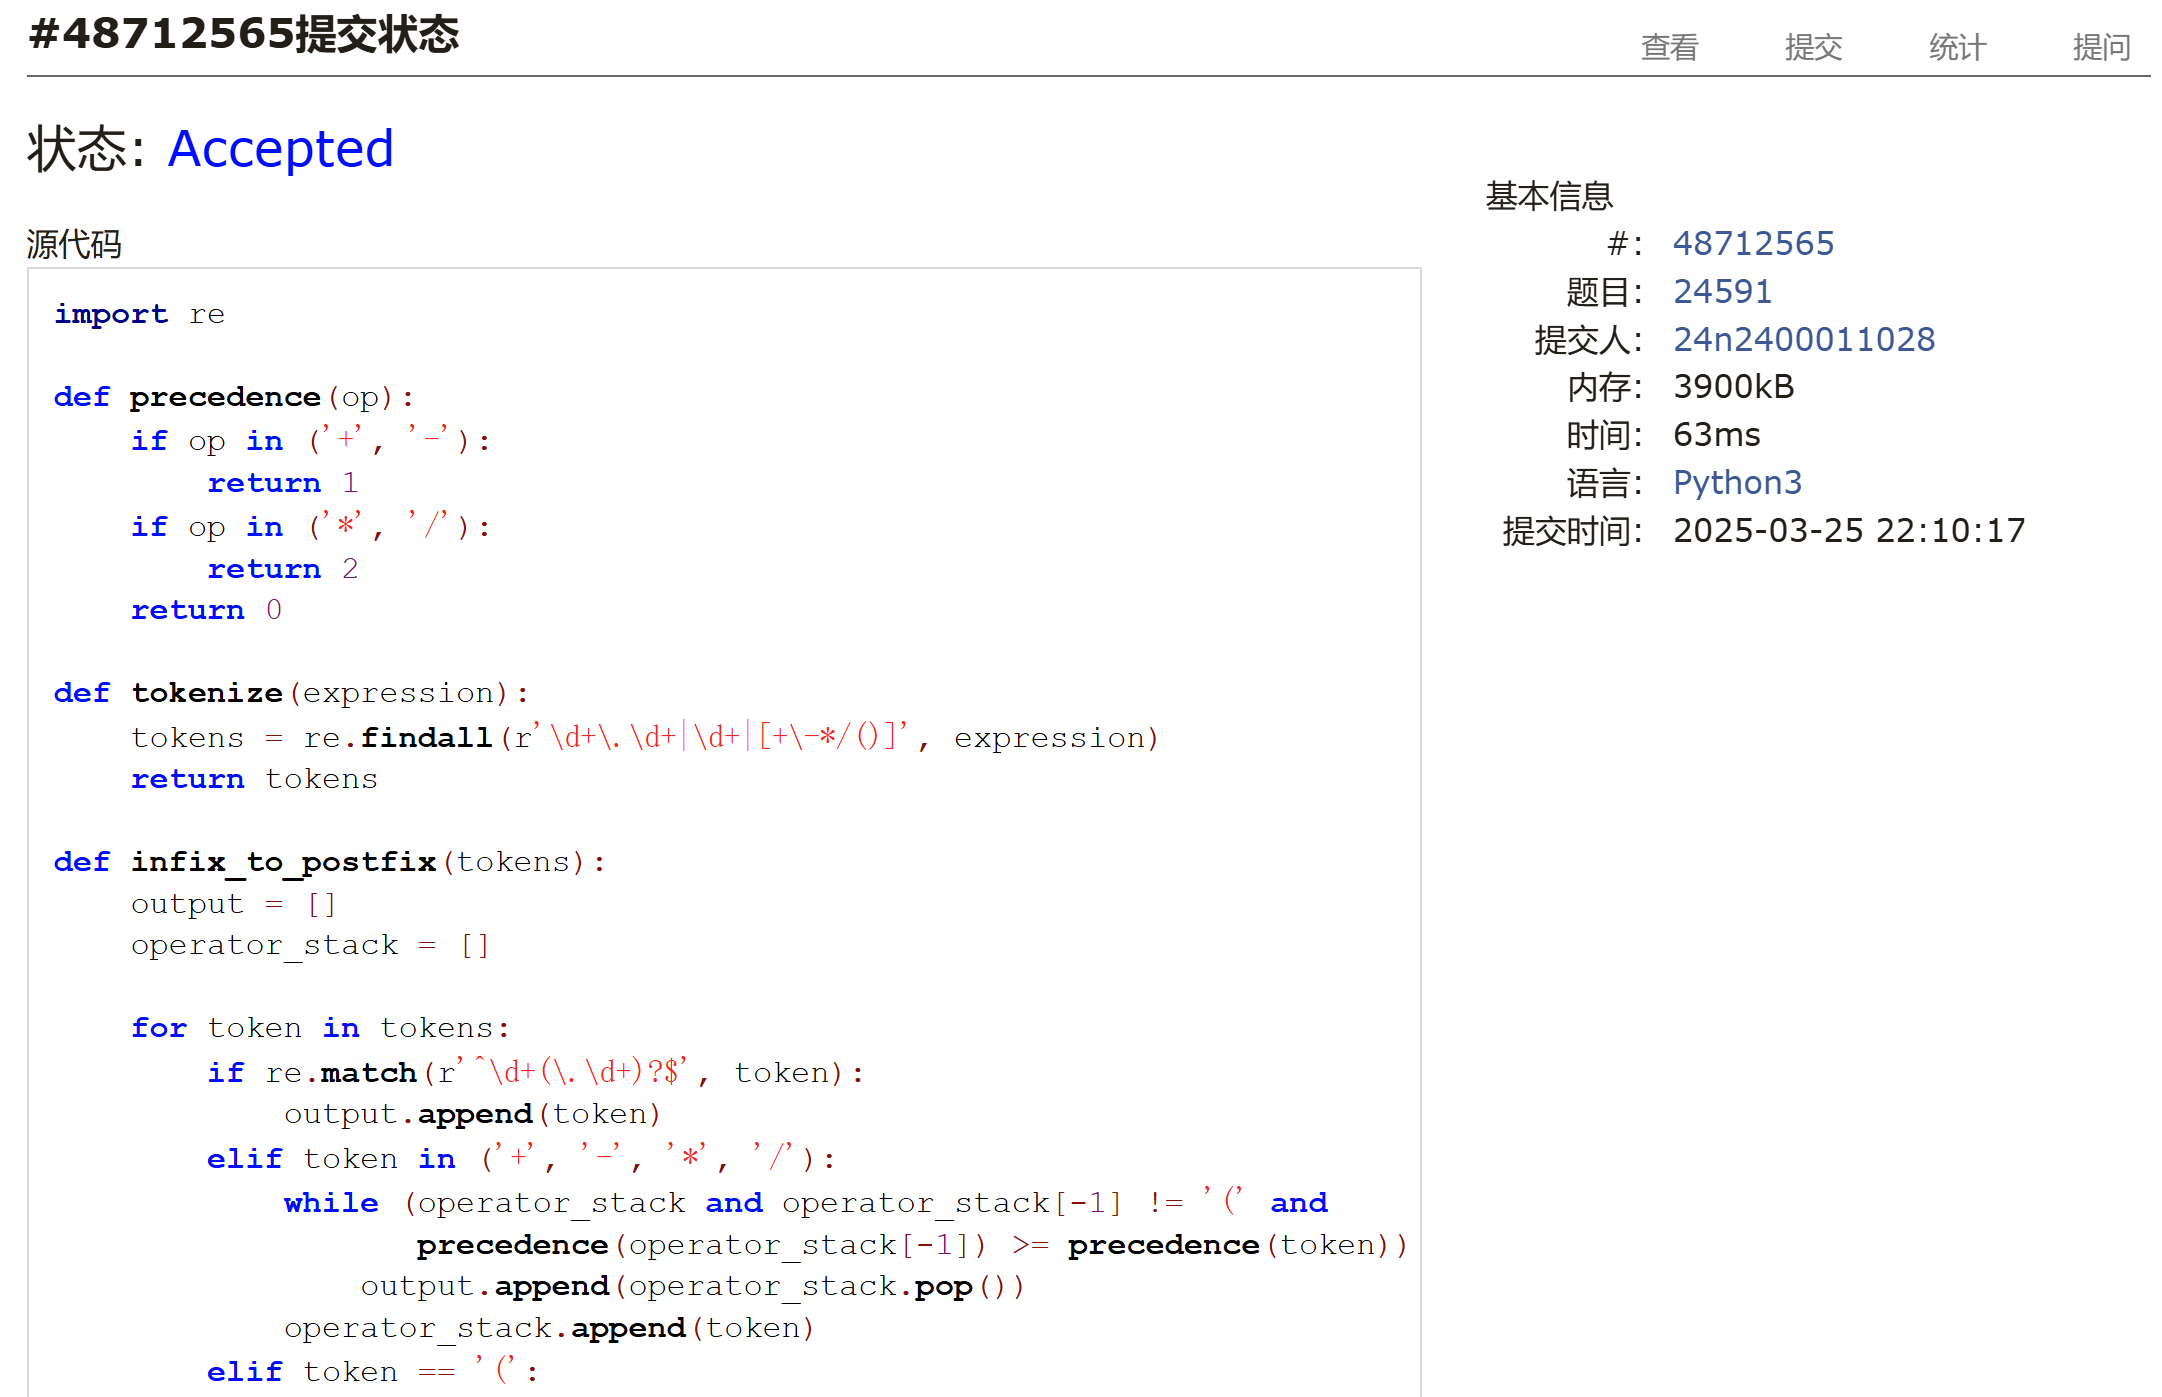 #48712565提交状态
查看 提交 统计 提问
状态: Accepted
源代码
import re

def precedence(op):
    if op in ('+', '-'):
        return 1
    if op in ('*', '/'):
        return 2
    return 0

def tokenize(expression):
    tokens = re.findall(r'\d+\.\d+|\d+|[+\-*/()]', expression)
    return tokens

def infix_to_postfix(tokens):
    output = []
    operator_stack = []

    for token in tokens:
        if re.match(r'^\d+(\.\d+)?$', token):
            output.append(token)
        elif token in ('+', '-', '*', '/'):
            while (operator_stack and operator_stack[-1] != '(' and
                   precedence(operator_stack[-1]) >= precedence(token))
                output.append(operator_stack.pop())
            operator_stack.append(token)
        elif token == '(':
基本信息
#: 48712565
题目: 24591
提交人: 24n2400011028
内存: 3900kB
时间: 63ms
语言: Python3
提交时间: 2025-03-25 22:10:17